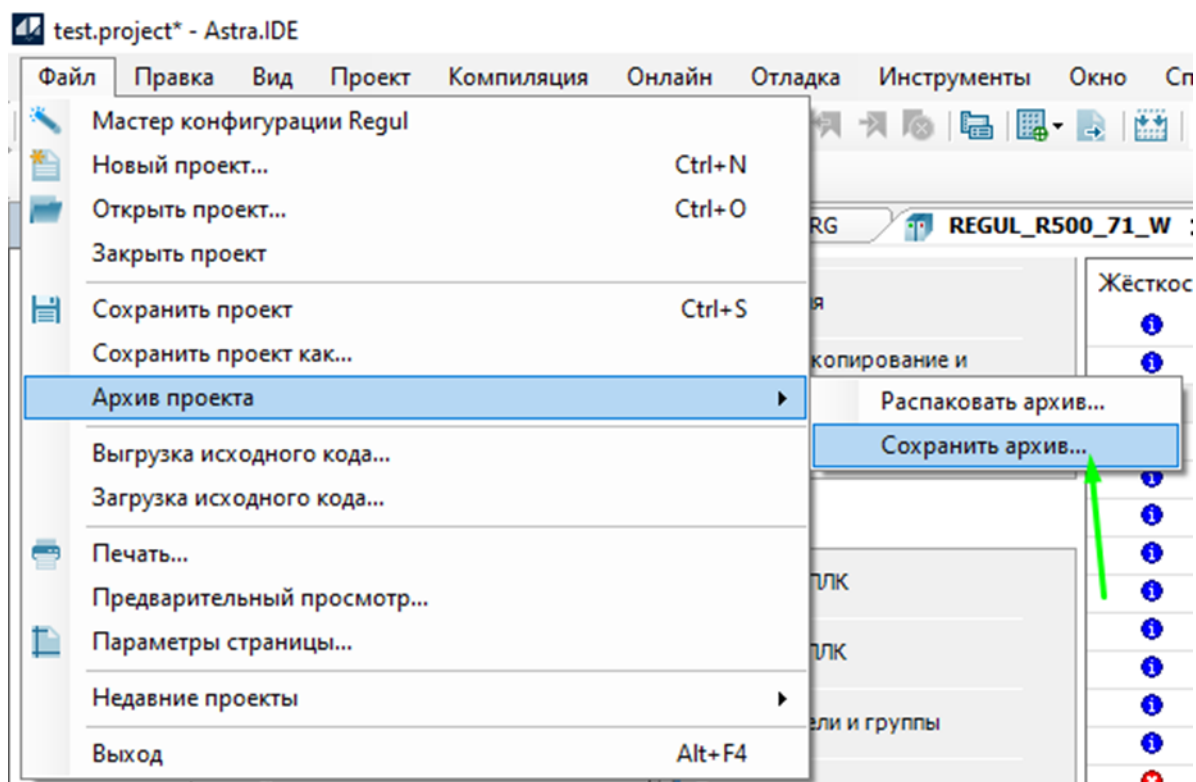 test.project* - Astra.IDE
Файл Правка Вид Проект Компиляция Онлайн Отладка Инструменты Окно
Мастер конфигурации Regul
Новый проект... Ctrl+N
Открыть проект... Ctrl+O
RG REGUL_R500_71_W
Закрыть проект
Сохранить проект Ctrl+S
Сохранить проект как...
копирование и
Архив проекта
Распаковать архив...
Сохранить архив...
Выгрузка исходного кода...
Загрузка исходного кода...
Печать...
ПЛК
Предварительный просмотр...
Параметры страницы...
ПЛК
Недавние проекты
и группы
Выход Alt+F4